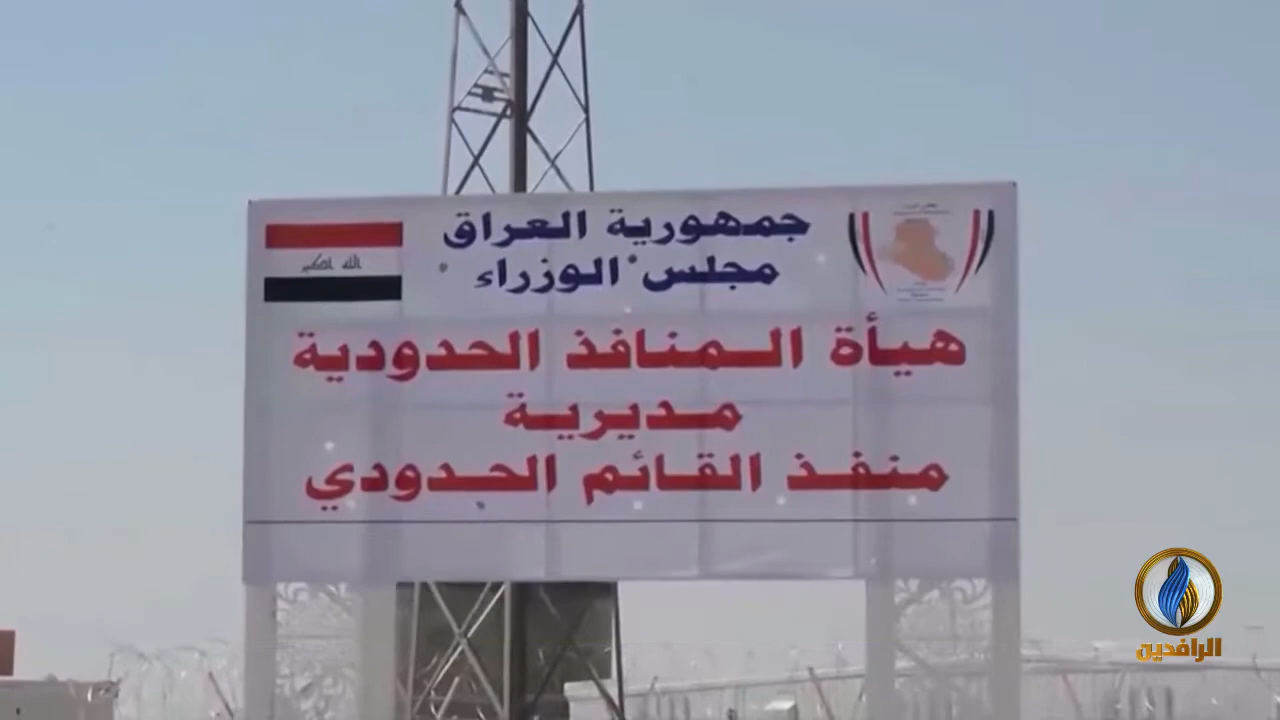 جمهورية العراق
مجلس الوزراء
الله اكبر
هيأة المنافذ الحدودية
مديرية
منفذ القائم الحدودي
الرافدين